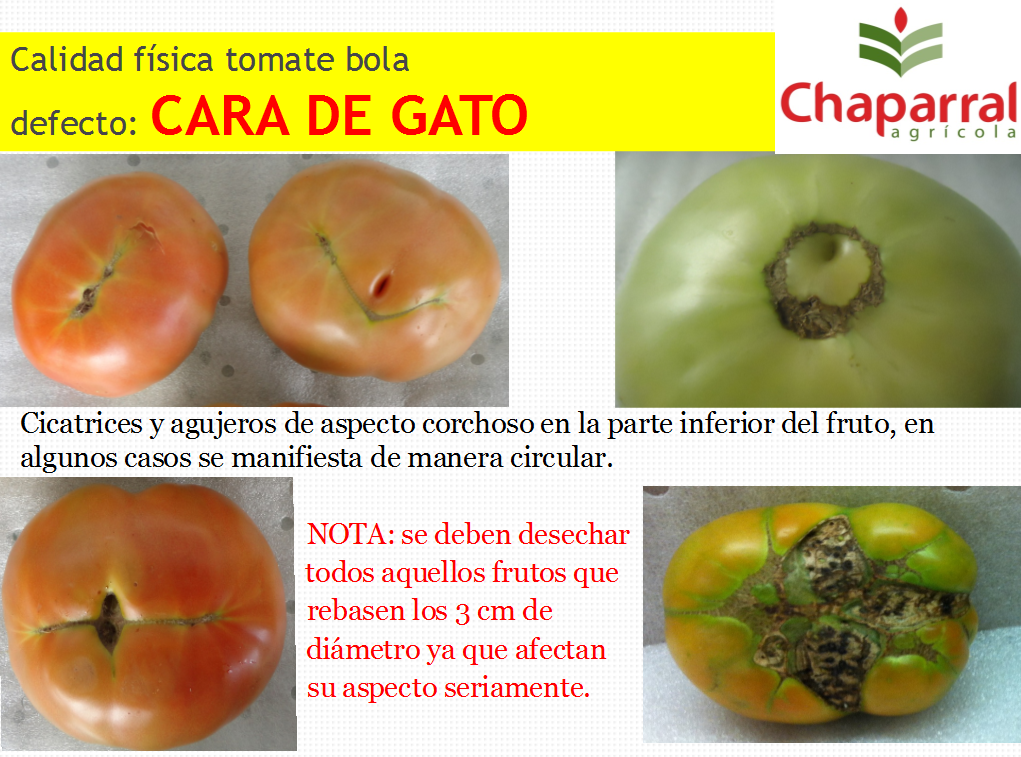 Calidad física tomate bola
defecto: CARA DE GATO
Chaparral
agrícola
Cicatrices y agujeros de aspecto corchoso en la parte inferior del fruto, en
algunos casos se manifiesta de manera circular.
NOTA: se deben desechar
todos aquellos frutos que
rebasen los 3 cm de
diámetro ya que afectan
su aspecto seriamente.